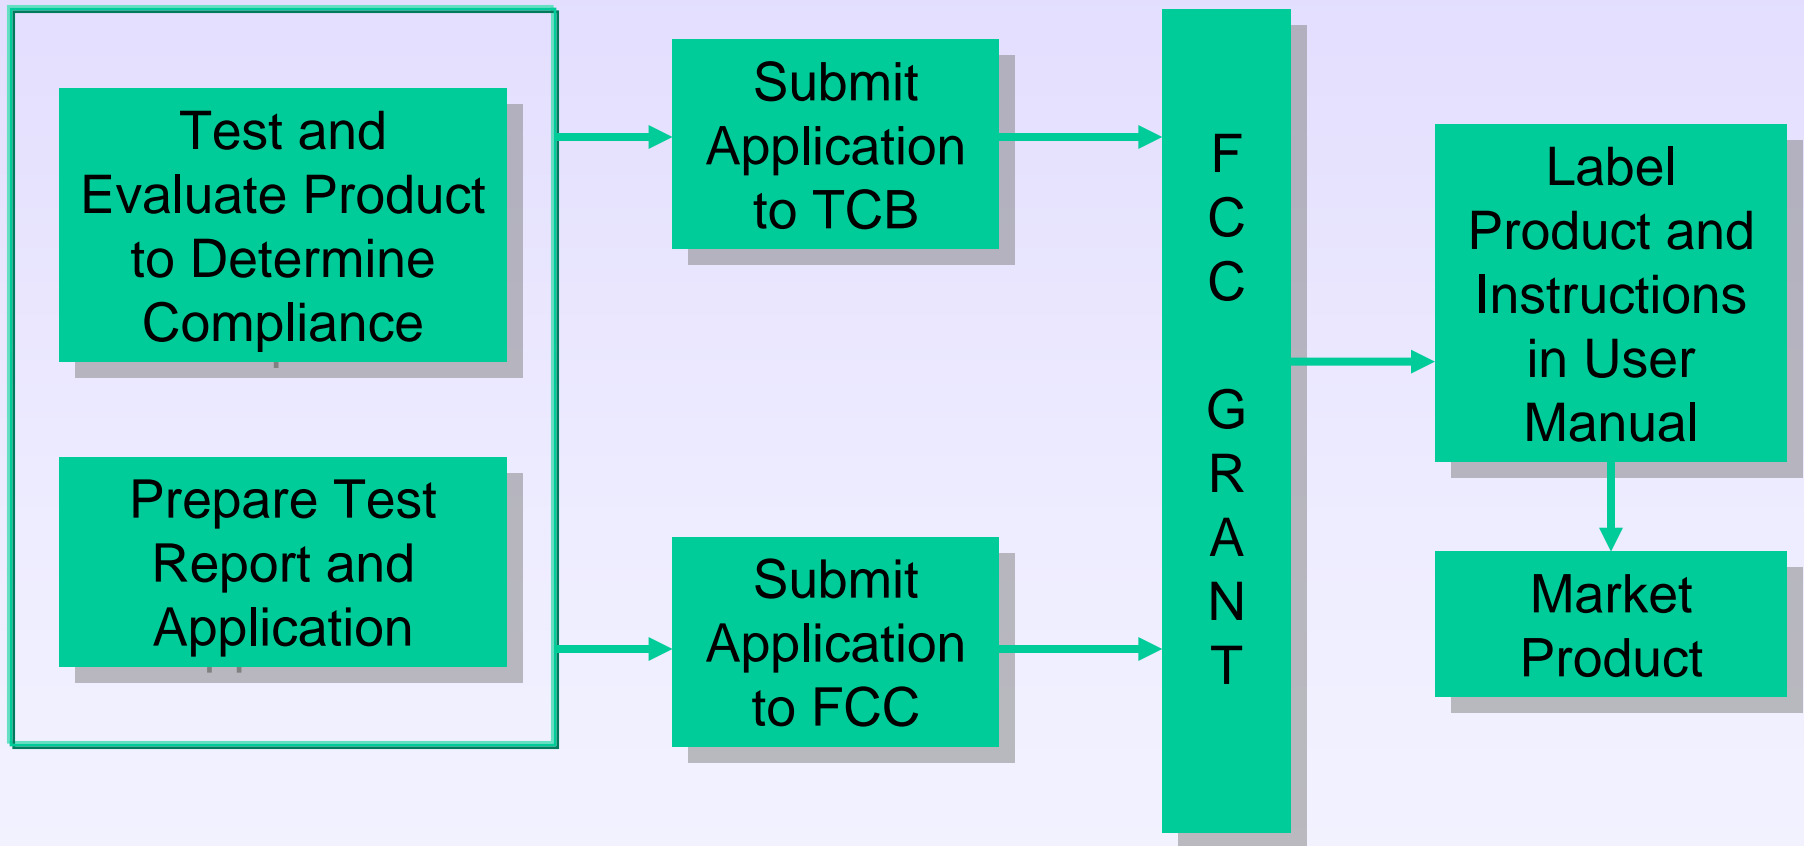 Test and
Evaluate Product
to Determine
Compliance
Prepare Test
Report and
Application
Submit
Application
to TCB
Submit
Application
to FCC
F
C
C
G
R
A
N
T
Label
Product and
Instructions
in User
Manual
Market
Product